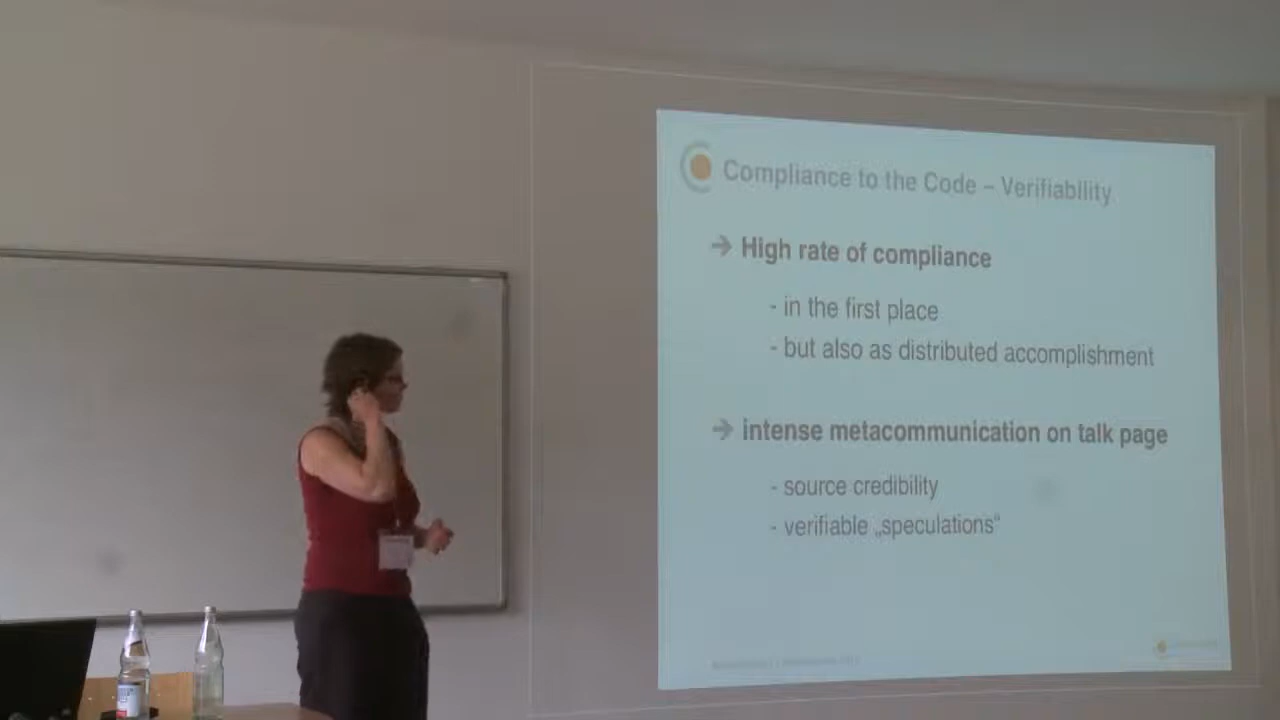 Compliance to the Code – Verifiability
→ High rate of compliance
- in the first place
- but also as distributed accomplishment
→ intense metacommunication on talk page
- source credibility
- verifiable „speculations“